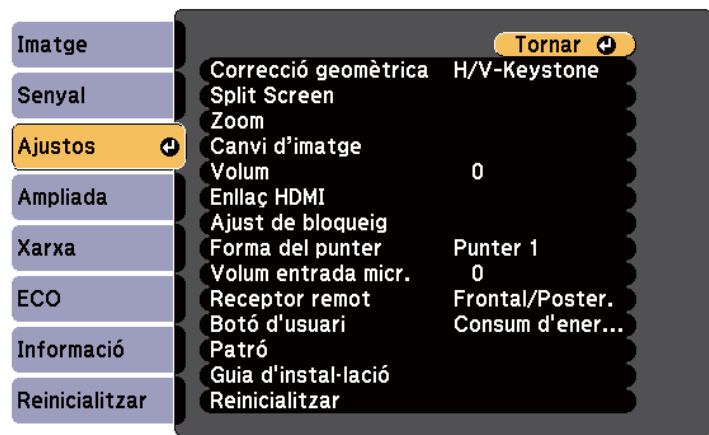 Imatge
Senyal
Ajustos
Ampliada
Xarxa
ECO
Informació
Reinicialitzar
Tornar
Correcció geomètrica H/V-Keystone
Split Screen
Zoom
Canvi d'imatge
Volum 0
Enllaç HDMI
Ajust de bloqueig
Forma del punter Punter 1
Volum entrada micr. 0
Receptor remot Frontal/Poster.
Botó d'usuari Consum d'ener...
Patró
Guia d'instal·lació
Reinicialitzar